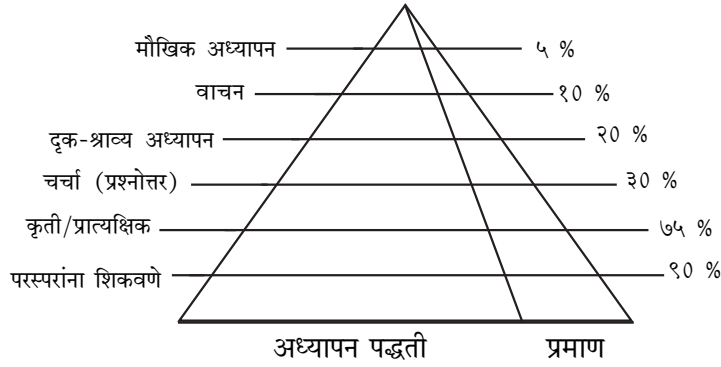 मौखिक अध्यापन ५ %
वाचन १० %
दृक-श्राव्य अध्यापन २० %
चर्चा (प्रश्नोत्तर) ३० %
कृती/प्रात्यक्षिक ७५ %
परस्परांना शिकवणे ९० %
अध्यापन पद्धती प्रमाण